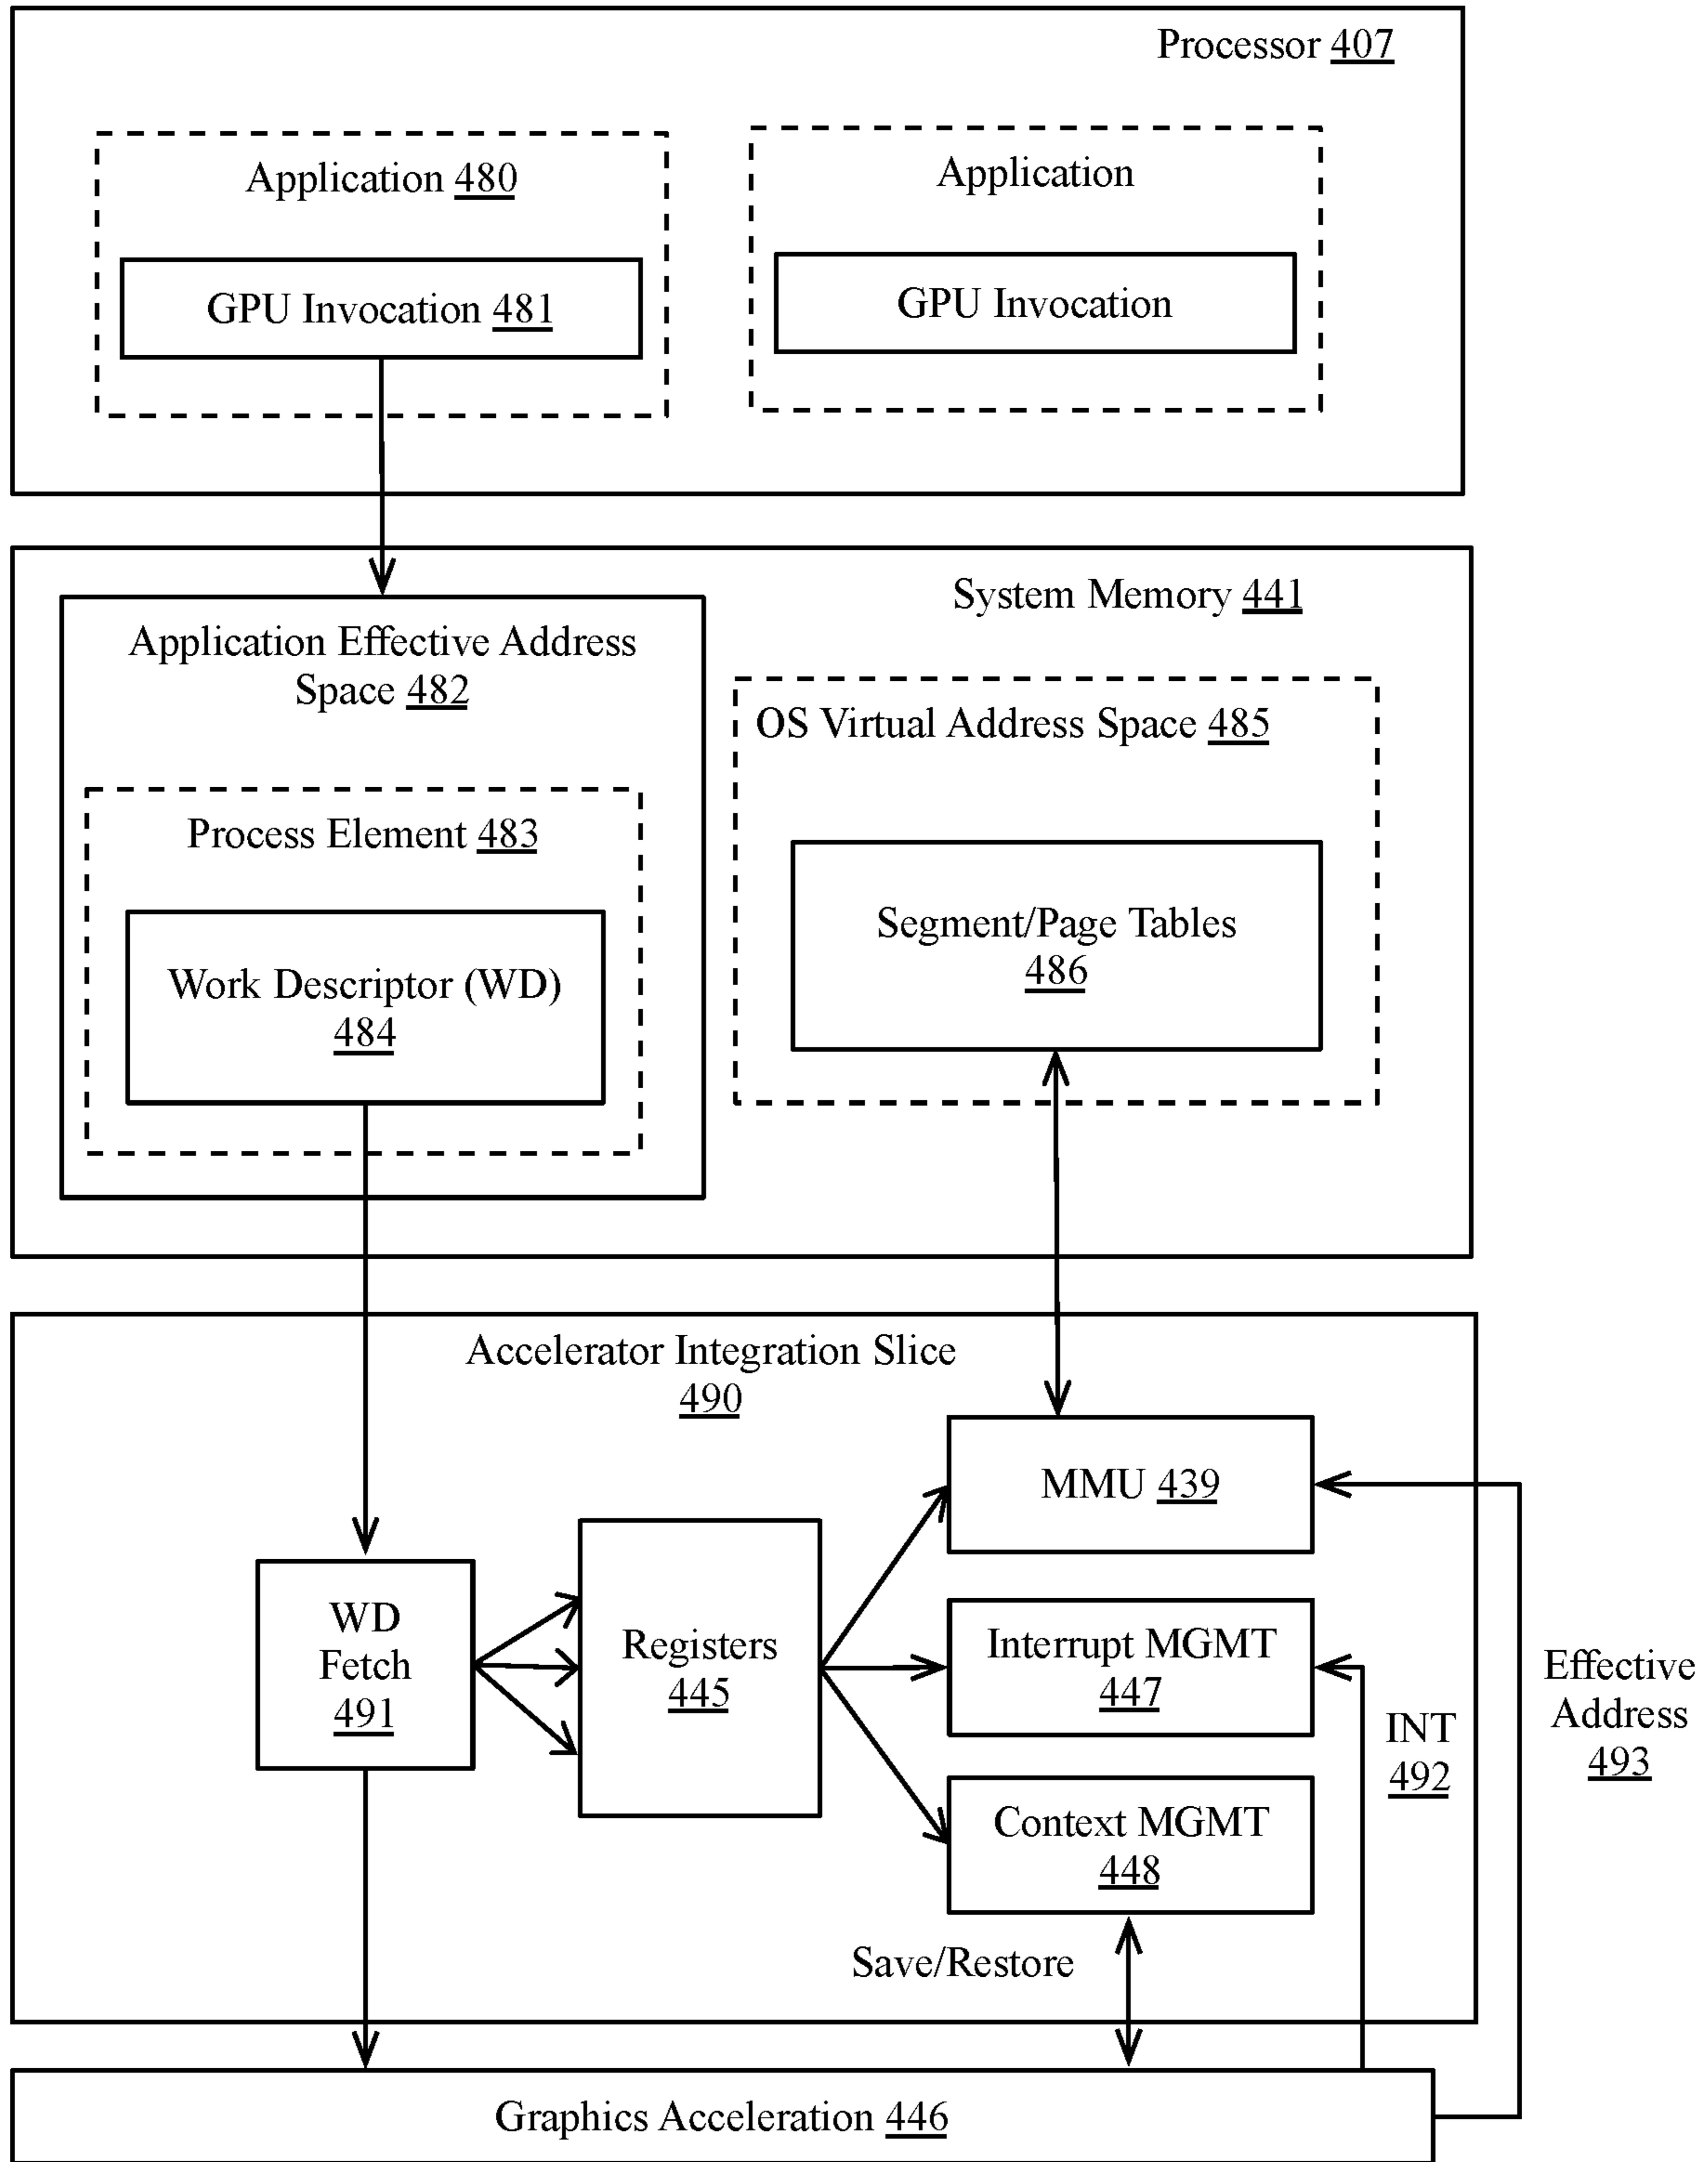 Processor 407
Application 480
Application
GPU Invocation 481
GPU Invocation
System Memory 441
Application Effective Address
Space 482
OS Virtual Address Space 485
Process Element 483
Segment/Page Tables
486
Work Descriptor (WD)
484
Accelerator Integration Slice
490
MMU 439
WD
Fetch
491
Registers
445
Interrupt MGMT
447
Effective
Address
493
INT
492
Context MGMT
448
Save/Restore
Graphics Acceleration 446